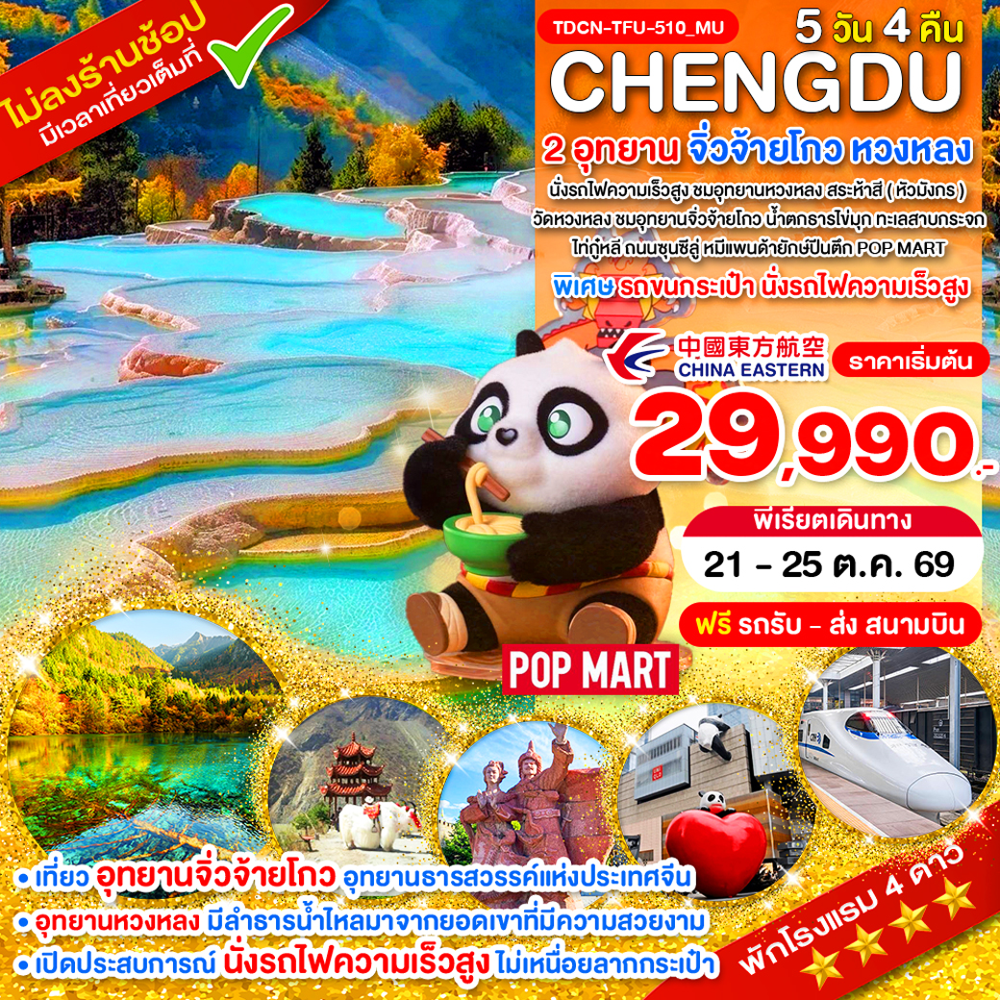 ไม่ลงร้านช้อป
มีเวลาเที่ยวเต็มที่
TDCN-TFU-510_MU
5 วัน 4 คืน
CHENGDU
2 อุทยาน จิ่วจ้ายโกว หวงหลง
นั่งรถไฟความเร็วสูง ชมอุทยานหวงหลง สระห้าสี ( หัวมังกร )
วัดหวงหลง ชมอุทยานจิ่วจ้ายโกว น้ำตกธารไข่มุก ทะเลสาบกระจก
ไท่กู๋หลี ถนนซุนซีลู่ หมีแพนด้ายักษ์ปีนตึก POP MART
พิเศษ รถขนกระเป๋า นั่งรถไฟความเร็วสูง
中國東方航空
CHINA EASTERN
ราคาเริ่มต้น
29,990.-
พีเรียตเดินทาง
21 - 25 ต.ค. 69
ฟรี รถรับ - ส่ง สนามบิน
POP MART
• เที่ยว อุทยานจิ่วจ้ายโกว อุทยานธารสวรรค์แห่งประเทศจีน
• อุทยานหวงหลง มีลำธารน้ำไหลมาจากยอดเขาที่มีความสวยงาม
• เปิดประสบการณ์ นั่งรถไฟความเร็วสูง ไม่เหนื่อยลากกระเป๋า
พักโรงแรม 4 ดาว